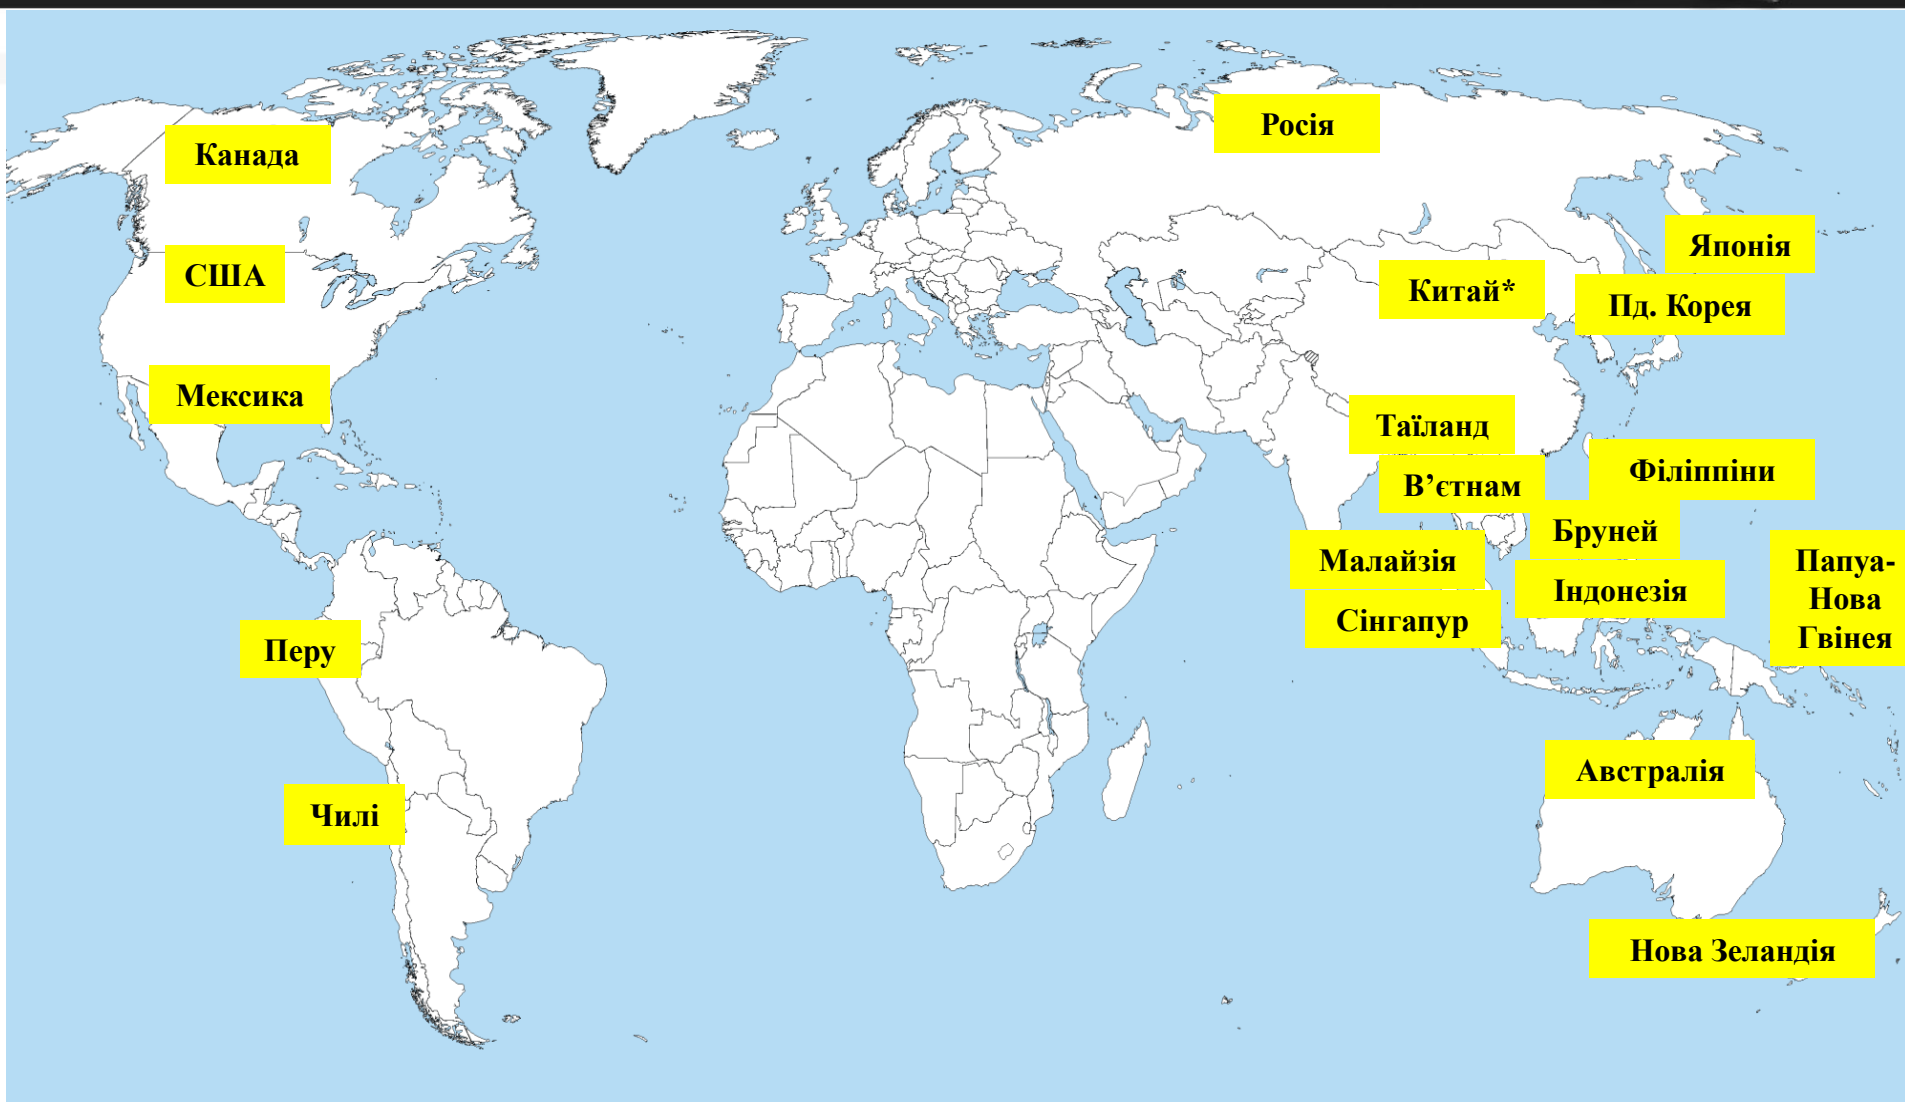 Канада
Росія
США
Японія
Китай*
Пд. Корея
Мексика
Таїланд
Філіппіни
В’єтнам
Бруней
Малайзія
Папуа-
Нова
Гвінея
Індонезія
Сінгапур
Перу
Австралія
Чилі
Нова Зеландія